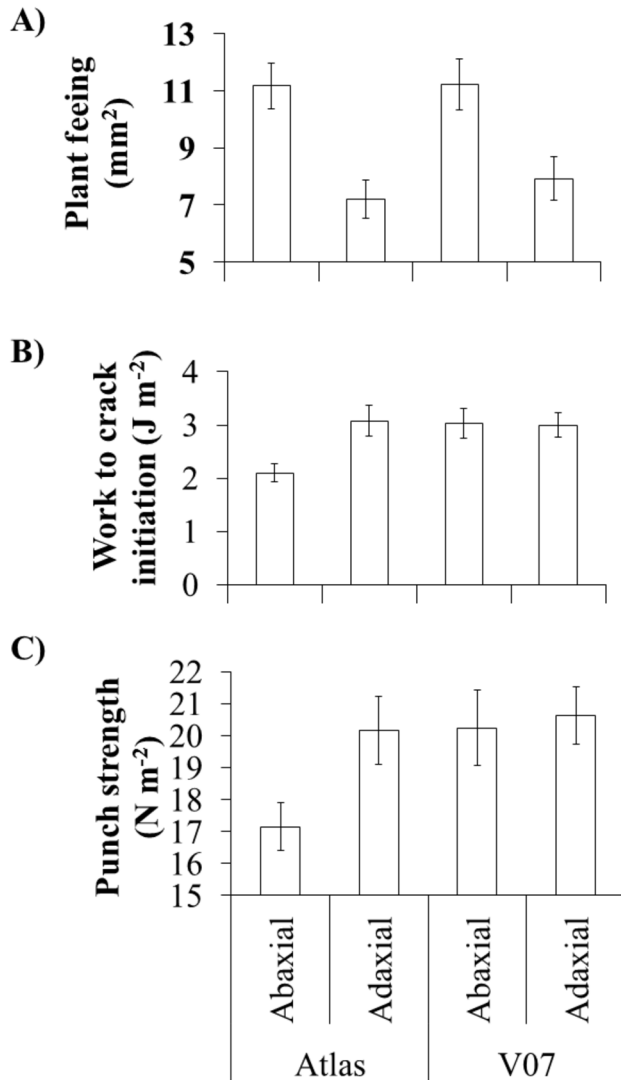 A)
Plant feeing
(mm²)
13
11
9
7
5
B)
Work to crack
initiation (J m⁻²)
4
3
2
1
0
C)
Punch strength
(N m⁻²)
22
21
20
19
18
17
16
15
Abaxial
Adaxial
Abaxial
Adaxial
Atlas V07